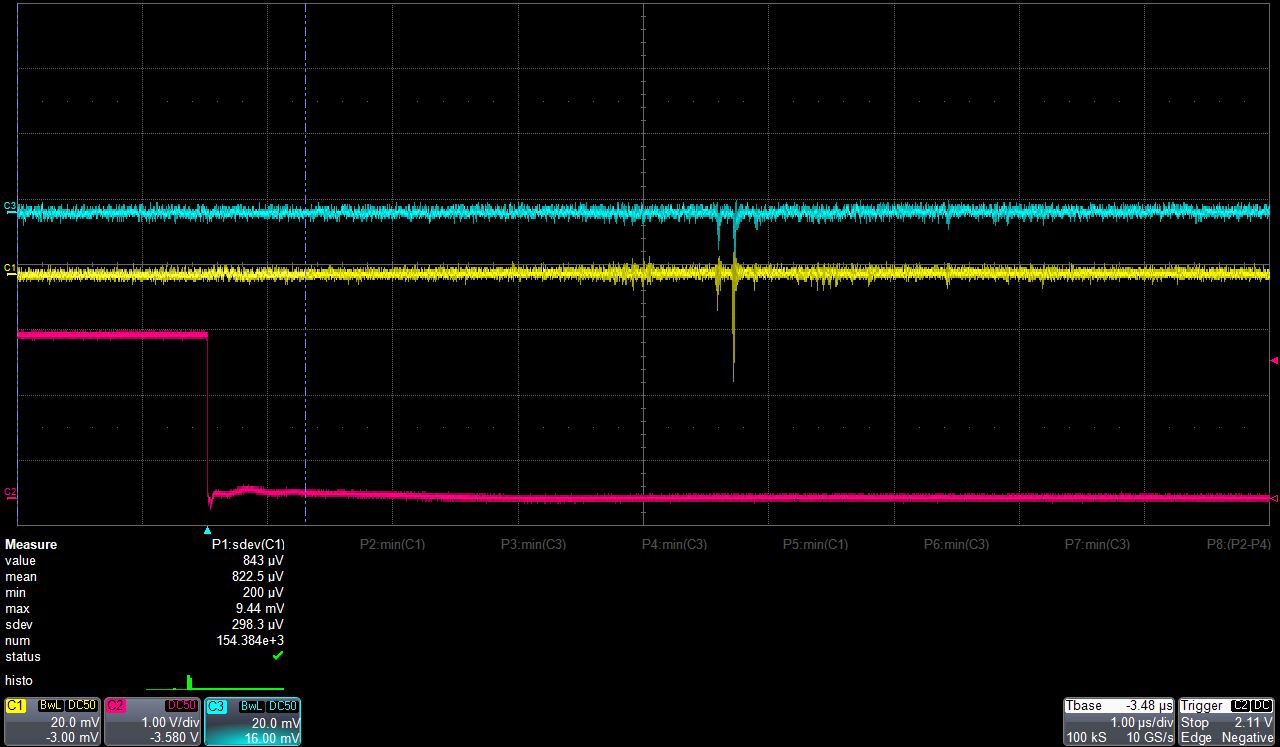 C3
C1
C2
Measure P1:sdev(C1) P2:min(C1) P3:min(C3) P4:min(C3) P5:min(C1) P6:min(C3) P7:min(C3) P8:(P2-P4)
value 843 µV
mean 822.5 µV
min 200 µV
max 9.44 mV
sdev 298.3 µV
num 154.384e+3
status
histo
C1 BwL DC50 C2 DC50 C3 BwL DC50 Tbase -3.48 µs Trigger C2 DC
20.0 mV 1.00 V/div 20.0 mV 1.00 µs/div Stop 2.11 V
-3.00 mV -3.580 V 16.00 mV 100 kS 10 GS/s Edge Negative